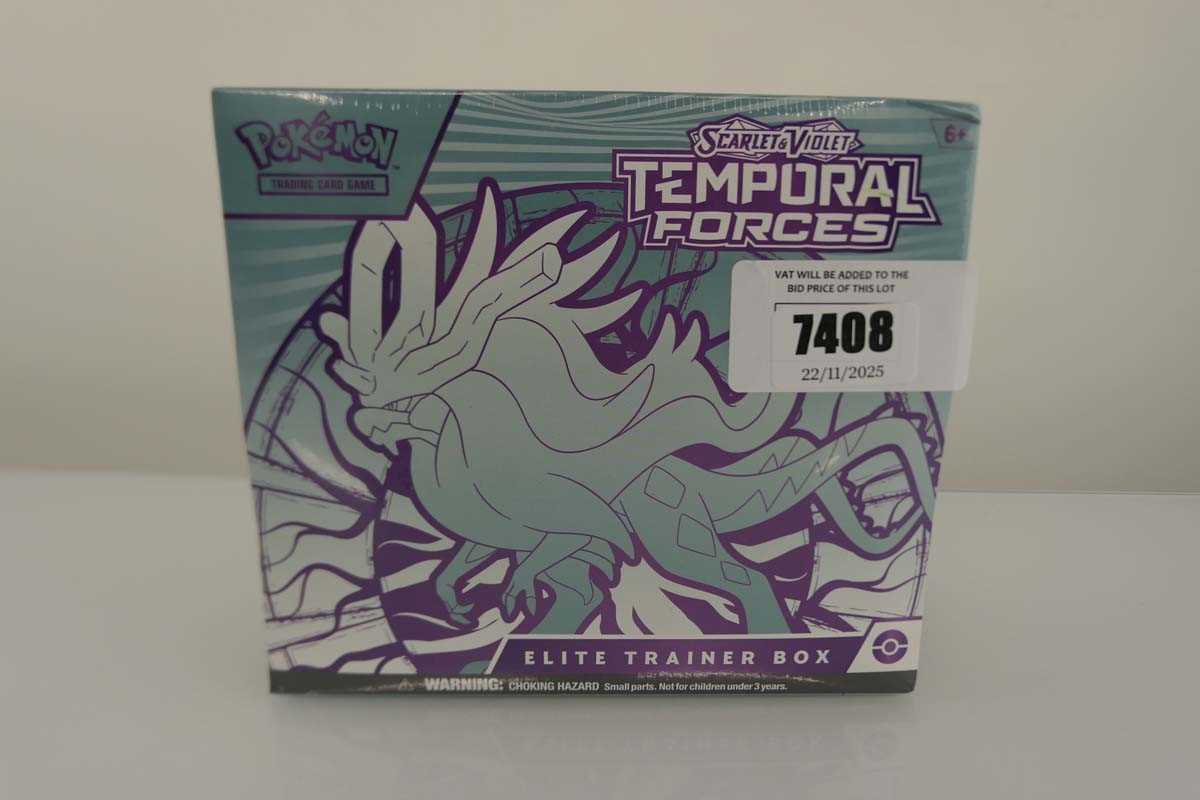 POKéMON
TRADING CARD GAME
SCARLET & VIOLET
TEMPORAL
FORCES
6+
VAT WILL BE ADDED TO THE
BID PRICE OF THIS LOT
7408
22/11/2025
ELITE TRAINER BOX
WARNING: CHOKING HAZARD Small parts. Not for children under 3 years.